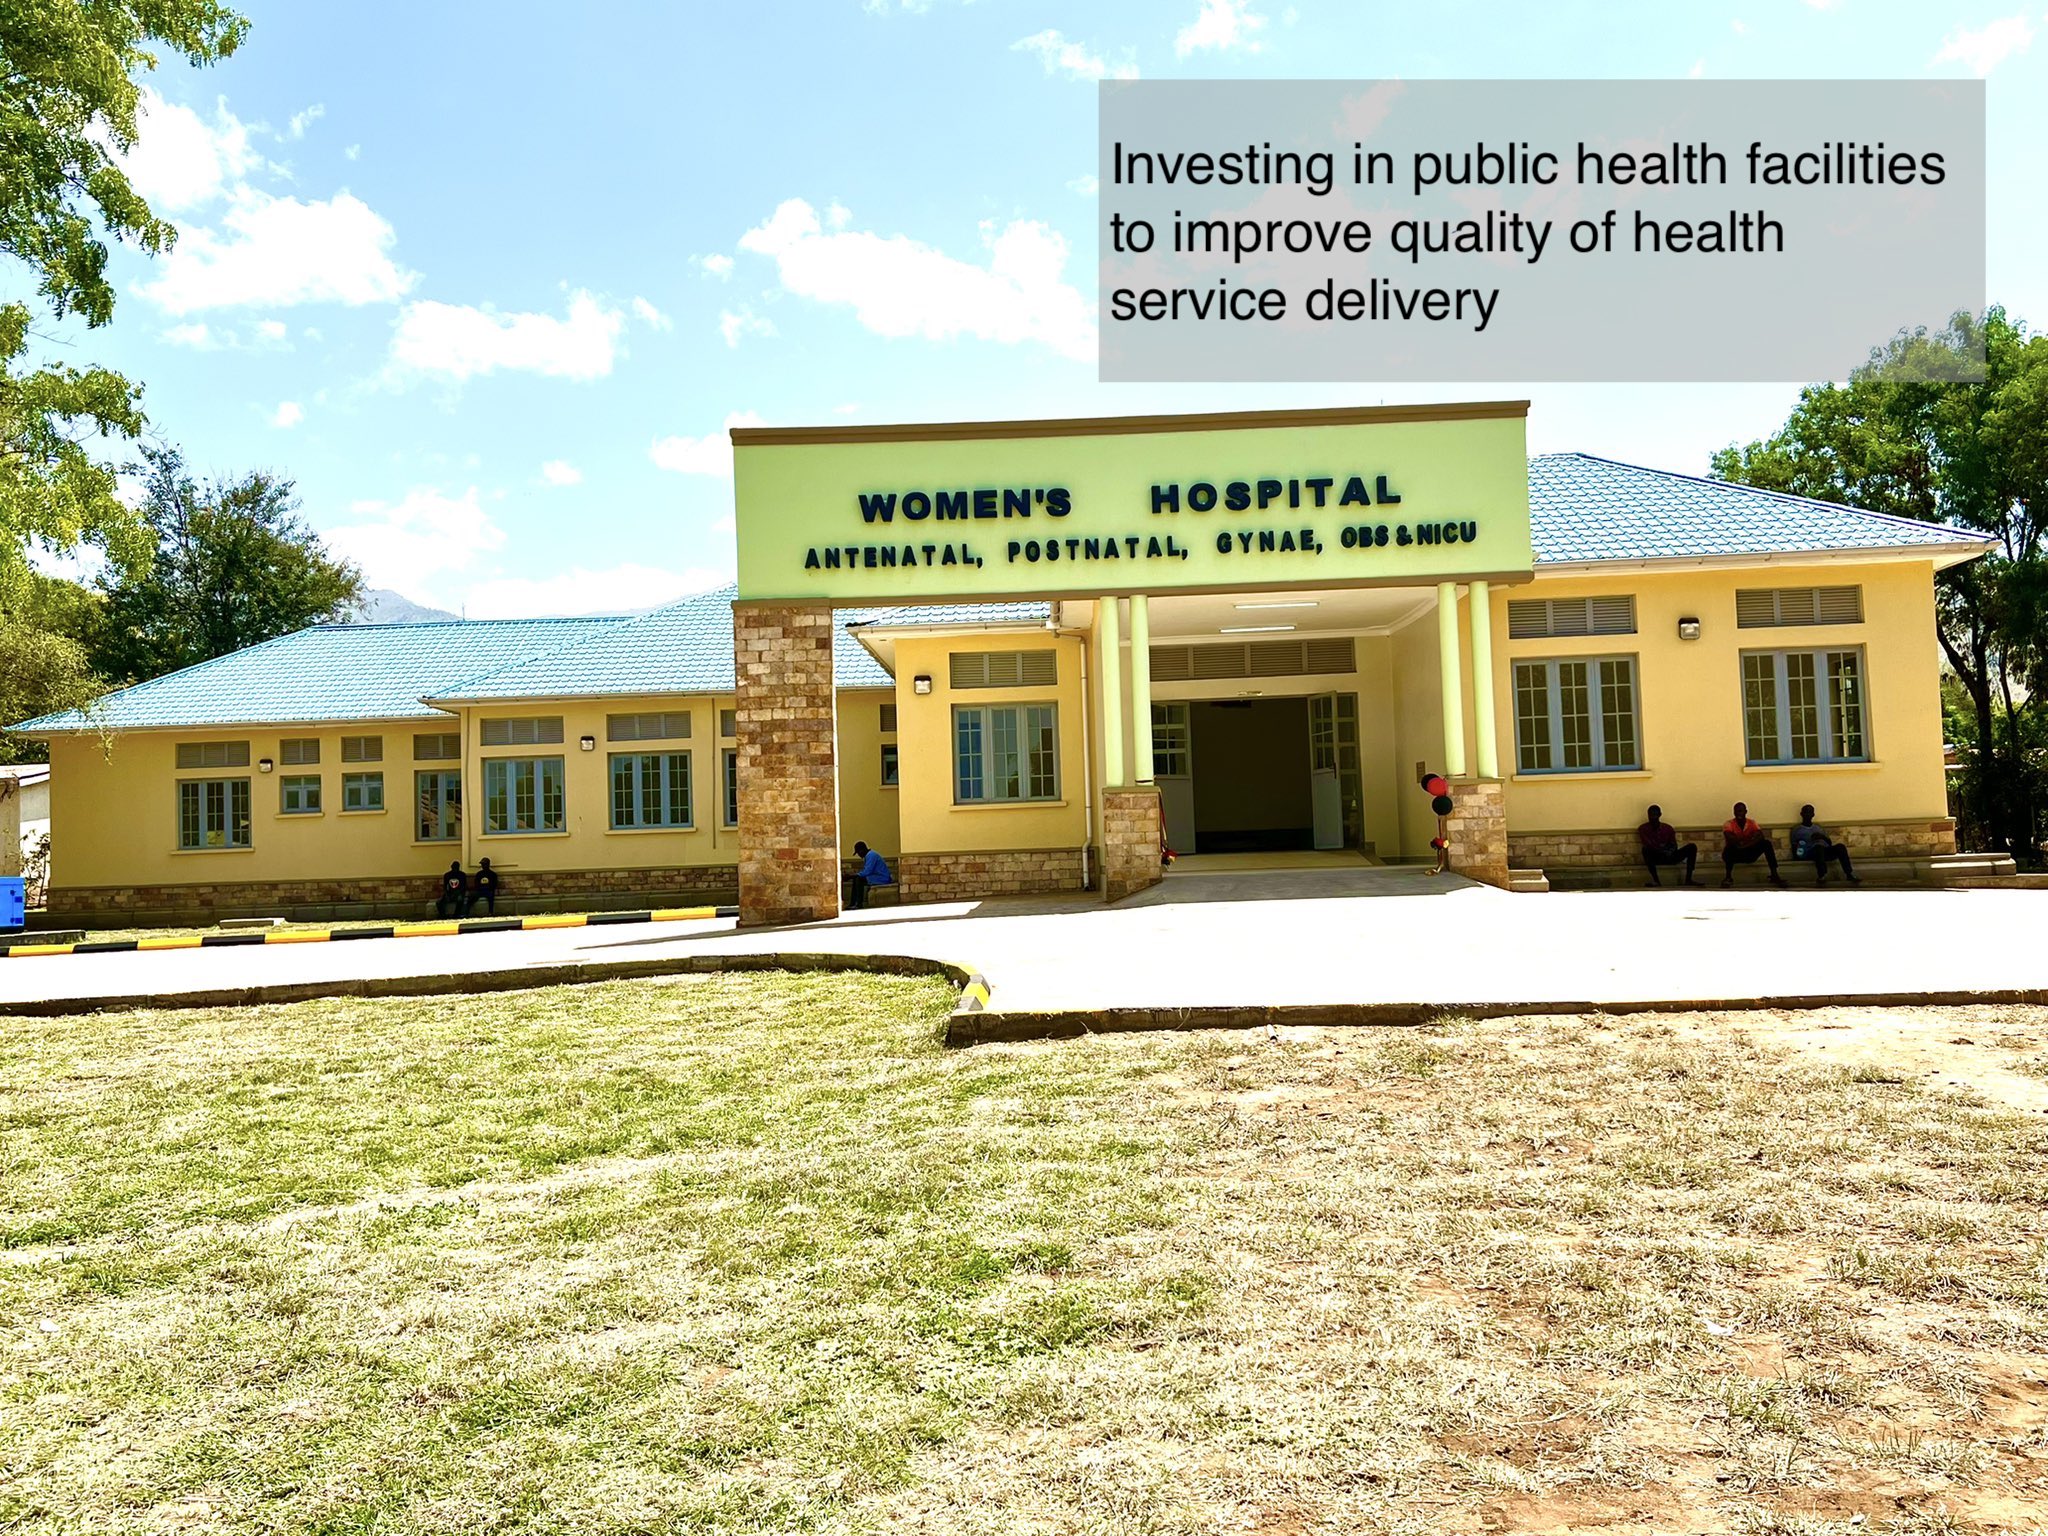 Investing in public health facilities
to improve quality of health
service delivery
WOMEN'S HOSPITAL
ANTENATAL, POSTNATAL, GYNAE, OBS & NICU